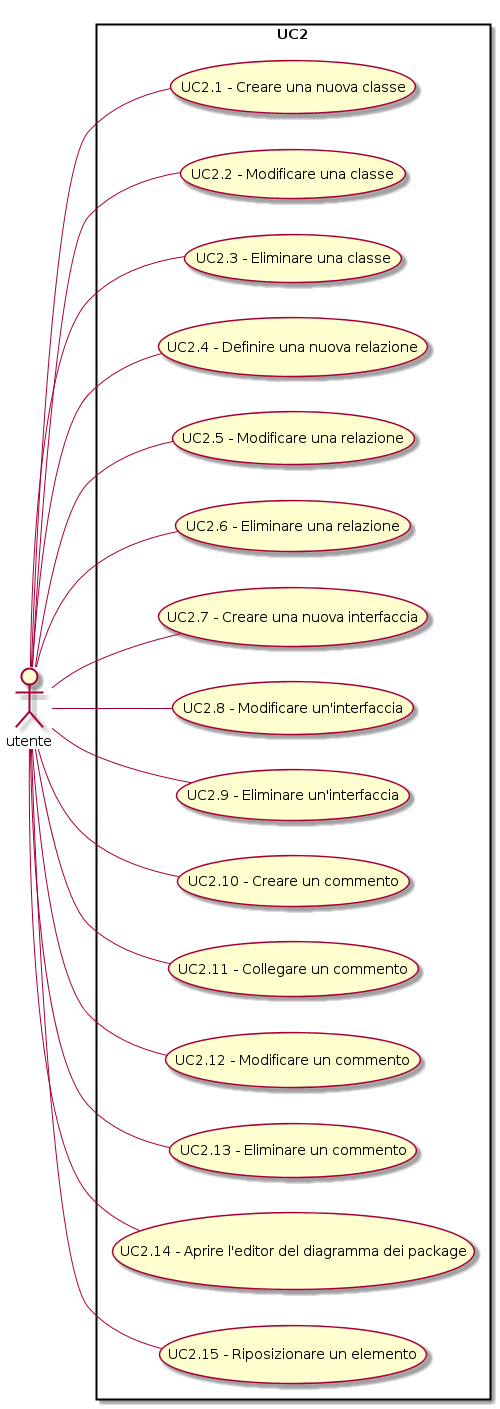 UC2
UC2.1 - Creare una nuova classe
UC2.2 - Modificare una classe
UC2.3 - Eliminare una classe
UC2.4 - Definire una nuova relazione
UC2.5 - Modificare una relazione
UC2.6 - Eliminare una relazione
UC2.7 - Creare una nuova interfaccia
UC2.8 - Modificare un'interfaccia
utente
UC2.9 - Eliminare un'interfaccia
UC2.10 - Creare un commento
UC2.11 - Collegare un commento
UC2.12 - Modificare un commento
UC2.13 - Eliminare un commento
UC2.14 - Aprire l'editor del diagramma dei package
UC2.15 - Riposizionare un elemento